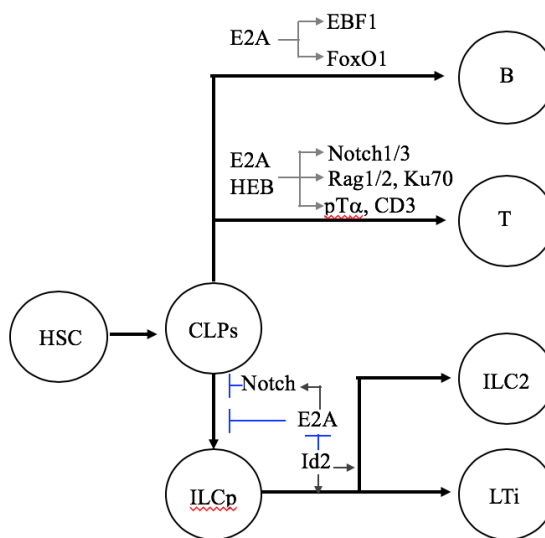 E2A
EBF1
FoxO1
B
E2A
HEB
Notch1/3
Rag1/2, Ku70
pTα, CD3
T
HSC
CLPs
Notch
E2A
Id2
ILC2
ILCp
LTi